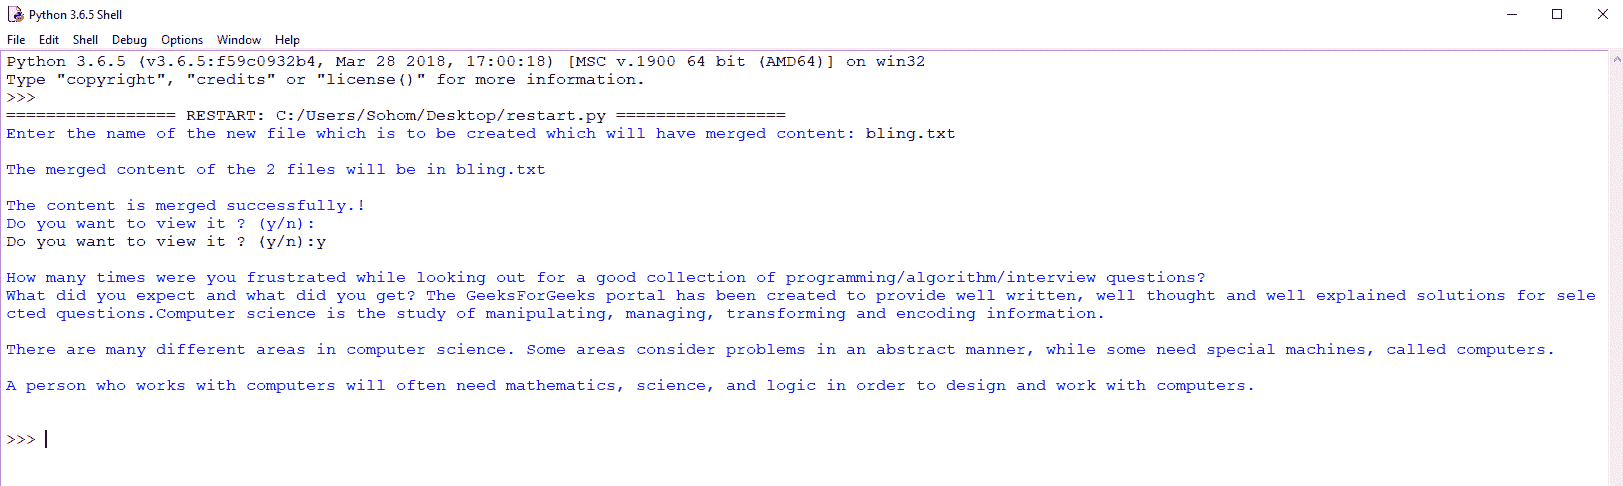 Python 3.6.5 Shell
File Edit Shell Debug Options Window Help
Python 3.6.5 (v3.6.5:f59c0932b4, Mar 28 2018, 17:00:18) [MSC v.1900 64 bit (AMD64)] on win32
Type "copyright", "credits" or "license()" for more information.
>>>
================= RESTART: C:/Users/Sohom/Desktop/restart.py =================
Enter the name of the new file which is to be created which will have merged content: bling.txt
The merged content of the 2 files will be in bling.txt
The content is merged successfully.!
Do you want to view it ? (y/n):
Do you want to view it ? (y/n):y
How many times were you frustrated while looking out for a good collection of programming/algorithm/interview questions?
What did you expect and what did you get? The GeeksForGeeks portal has been created to provide well written, well thought and well explained solutions for sele
cted questions.Computer science is the study of manipulating, managing, transforming and encoding information.
There are many different areas in computer science. Some areas consider problems in an abstract manner, while some need special machines, called computers.
A person who works with computers will often need mathematics, science, and logic in order to design and work with computers.
>>>